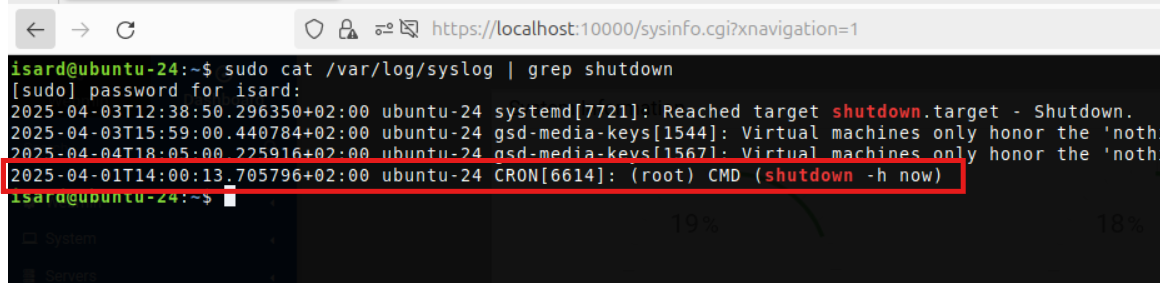 https://localhost:10000/sysinfo.cgi?xnavigation=1
isard@ubuntu-24:~$ sudo cat /var/log/syslog | grep shutdown
[sudo] password for isard:
2025-04-03T12:38:50.296350+02:00 ubuntu-24 systemd[7721]: Reached target shutdown.target - Shutdown.
2025-04-03T15:59:00.440784+02:00 ubuntu-24 gsd-media-keys[1544]: Virtual machines only honor the 'nothi
2025-04-04T18:05:00.225916+02:00 ubuntu-24 gsd-media-keys[1567]: Virtual machines only honor the 'nothi
2025-04-01T14:00:13.705796+02:00 ubuntu-24 CRON[6614]: (root) CMD (shutdown -h now)
isard@ubuntu-24:~$
19%
18%
System
Servers